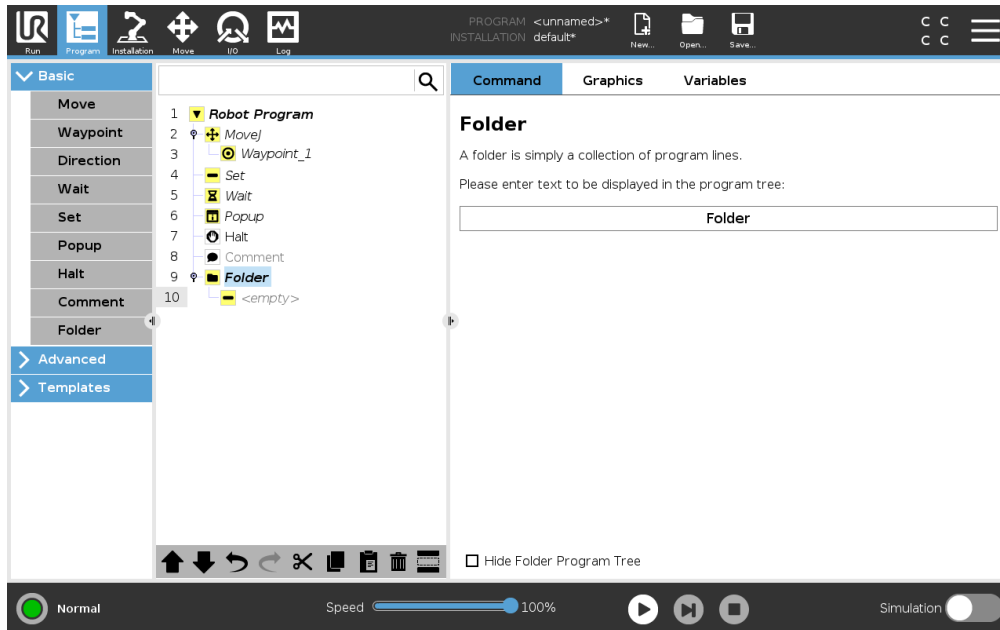 Run
Program
Installation
Move
I/O
Log
PROGRAM <unnamed>*
INSTALLATION default*
New...
Open...
Save...
C C
C C
Basic
Move
Waypoint
Direction
Wait
Set
Popup
Halt
Comment
Folder
Advanced
Templates
1 Robot Program
2 MoveJ
3 Waypoint_1
4 Set
5 Wait
6 Popup
7 Halt
8 Comment
9 Folder
10 <empty>
Command Graphics Variables
Folder
A folder is simply a collection of program lines.
Please enter text to be displayed in the program tree:
Folder
Hide Folder Program Tree
Normal
Speed 100%
Simulation